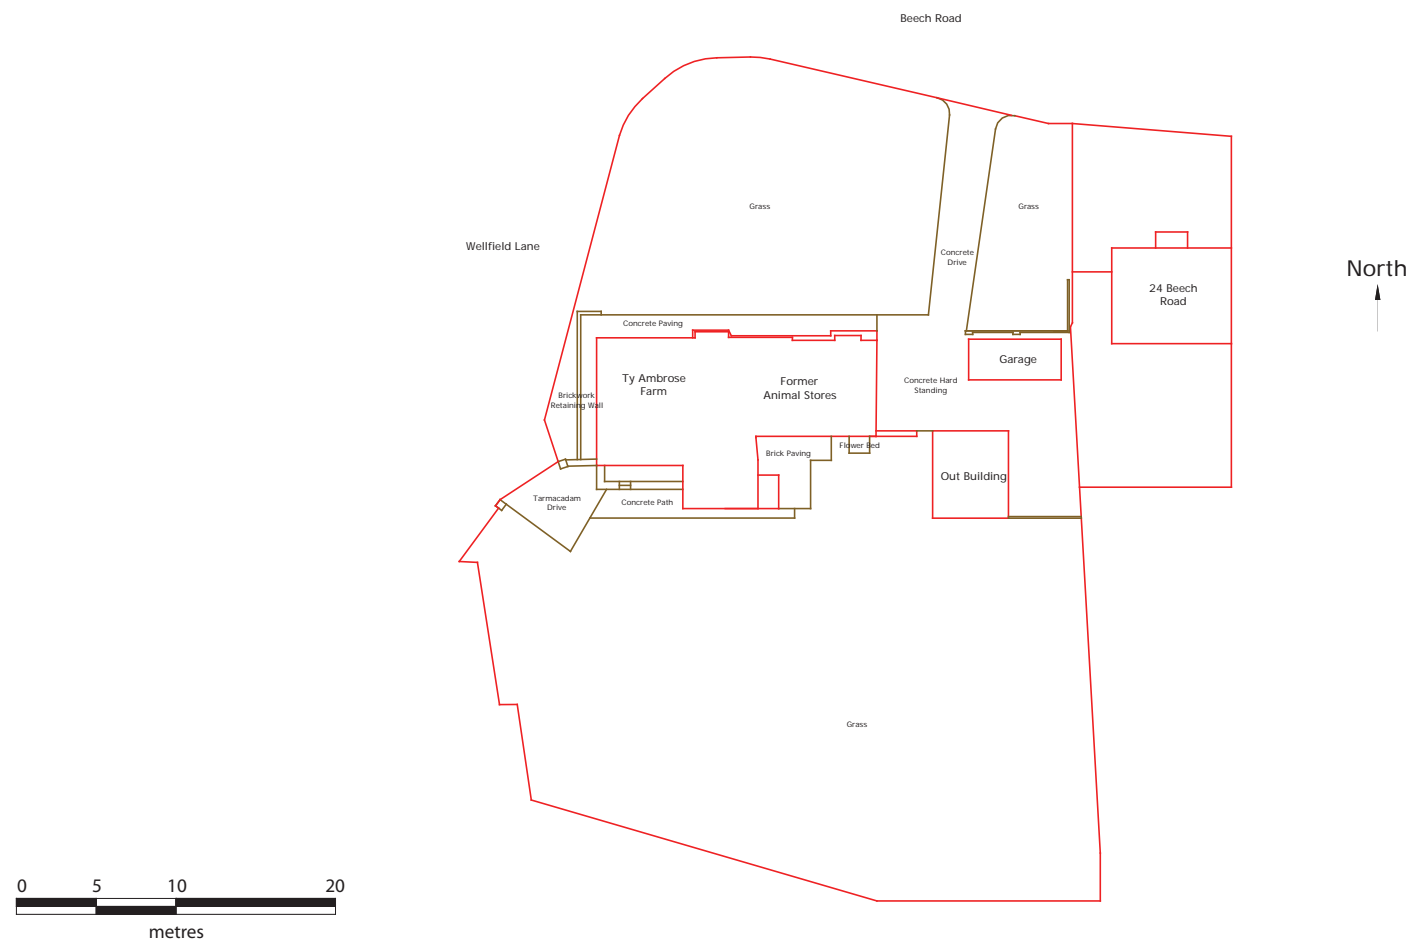 Beech Road
Grass
Grass
Wellfield Lane
Concrete
Drive
North
24 Beech
Road
Concrete Paving
Garage
Ty Ambrose
Farm
Former
Animal Stores
Concrete Hard
Standing
Brickwork
Retaining Wall
Flower Bed
Brick Paving
Out Building
Tarmacadam
Drive
Concrete Path
Grass
0 5 10 20
metres